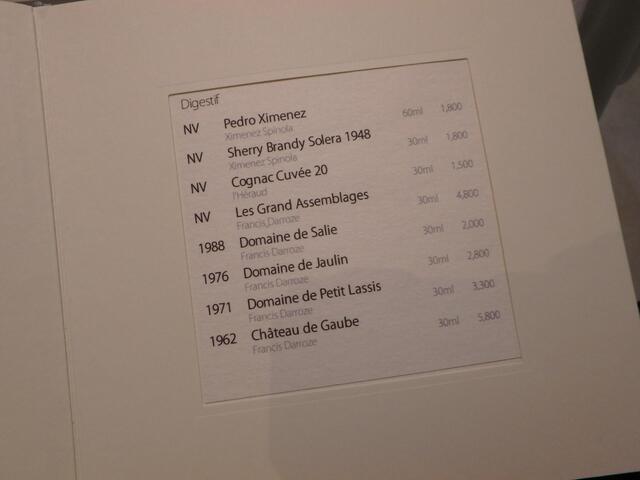 Digestif
NV Pedro Ximenez 60ml 1,800
Ximenez Spinola
NV Sherry Brandy Solera 1948 30ml 1,800
Ximenez Spinola
NV Cognac Cuvée 20 30ml 1,500
l'Héraud
NV Les Grand Assemblages 30ml 4,800
Francis Darroze
1988 Domaine de Salie 30ml 2,000
Francis Darroze
1976 Domaine de Jaulin 30ml 2,800
Francis Darroze
1971 Domaine de Petit Lassis 30ml 3,300
Francis Darroze
1962 Château de Gaube 30ml 5,800
Francis Darroze